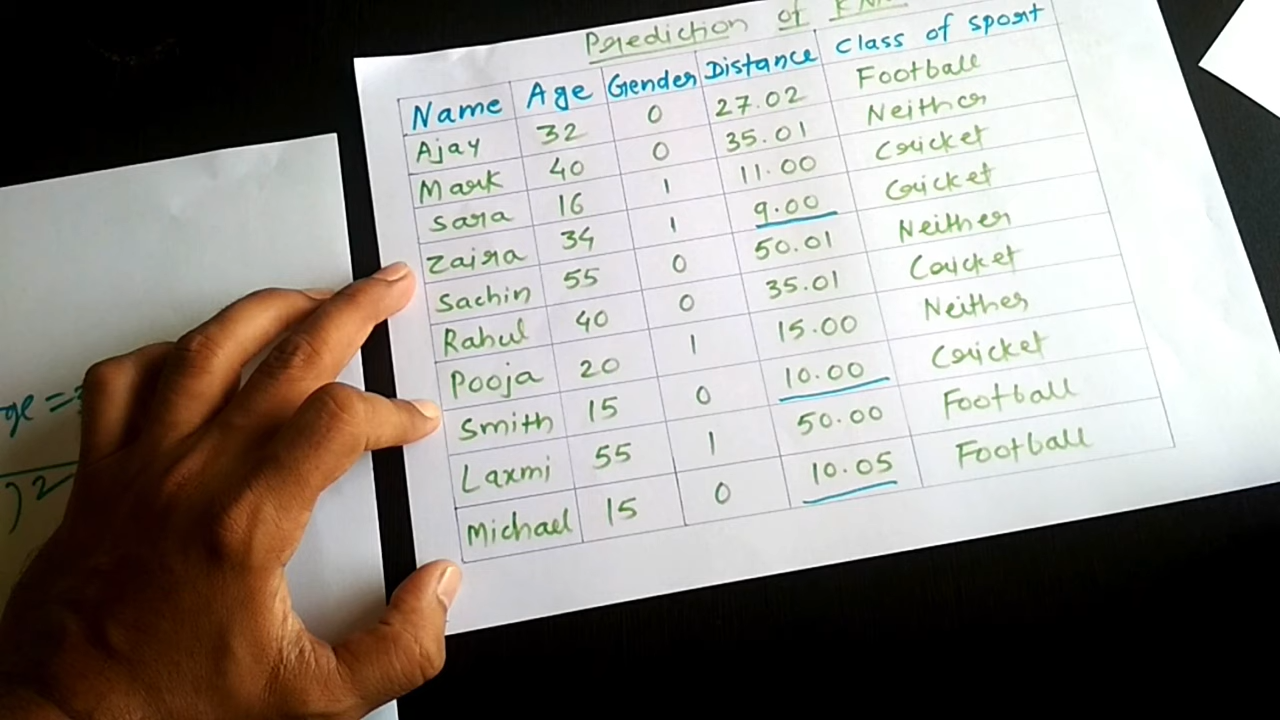 Prediction of KNN
Name Age Gender Distance Class of sport
Ajay 32 0 27.02 Football
Mark 40 0 35.01 Neither
Sara 16 1 11.00 Cricket
Zaira 34 1 9.00 Cricket
Sachin 55 0 50.01 Neither
Rahul 40 0 35.01 Cricket
Pooja 20 1 15.00 Neither
Smith 15 0 10.00 Cricket
Laxmi 55 1 50.00 Football
Michael 15 0 10.05 Football